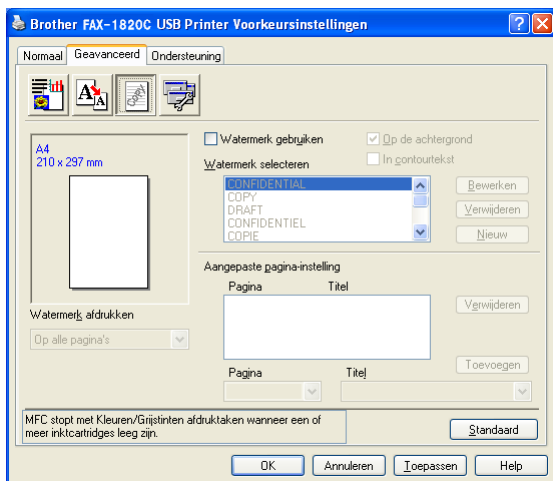 Brother FAX-1820C USB Printer Voorkeursinstellingen
Normaal Geavanceerd Ondersteuning
A4
210 x 297 mm
Watermerk gebruiken
Op de achtergrond
In contourtekst
Watermerk selecteren
CONFIDENTIAL
COPY
DRAFT
CONFIDENTIEL
COPIE
Bewerken
Verwijderen
Nieuw
Aangepaste pagina-instelling
Pagina Titel
Verwijderen
Watermerk afdrukken
Op alle pagina's
Toevoegen
Pagina Titel
MFC stopt met Kleuren/Grijstinten afdruktaken wanneer een of
meer inktcartridges leeg zijn.
Standaard
OK Annuleren Toepassen Help